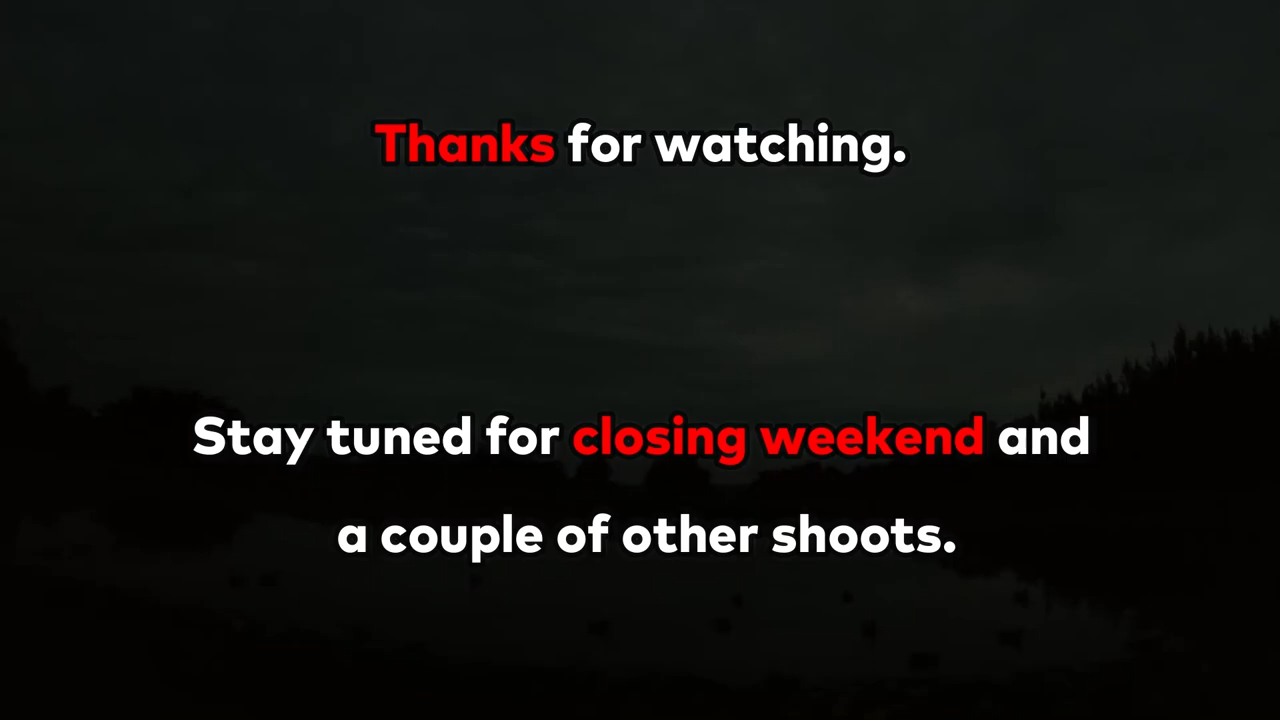 Thanks for watching.
Stay tuned for closing weekend and
a couple of other shoots.